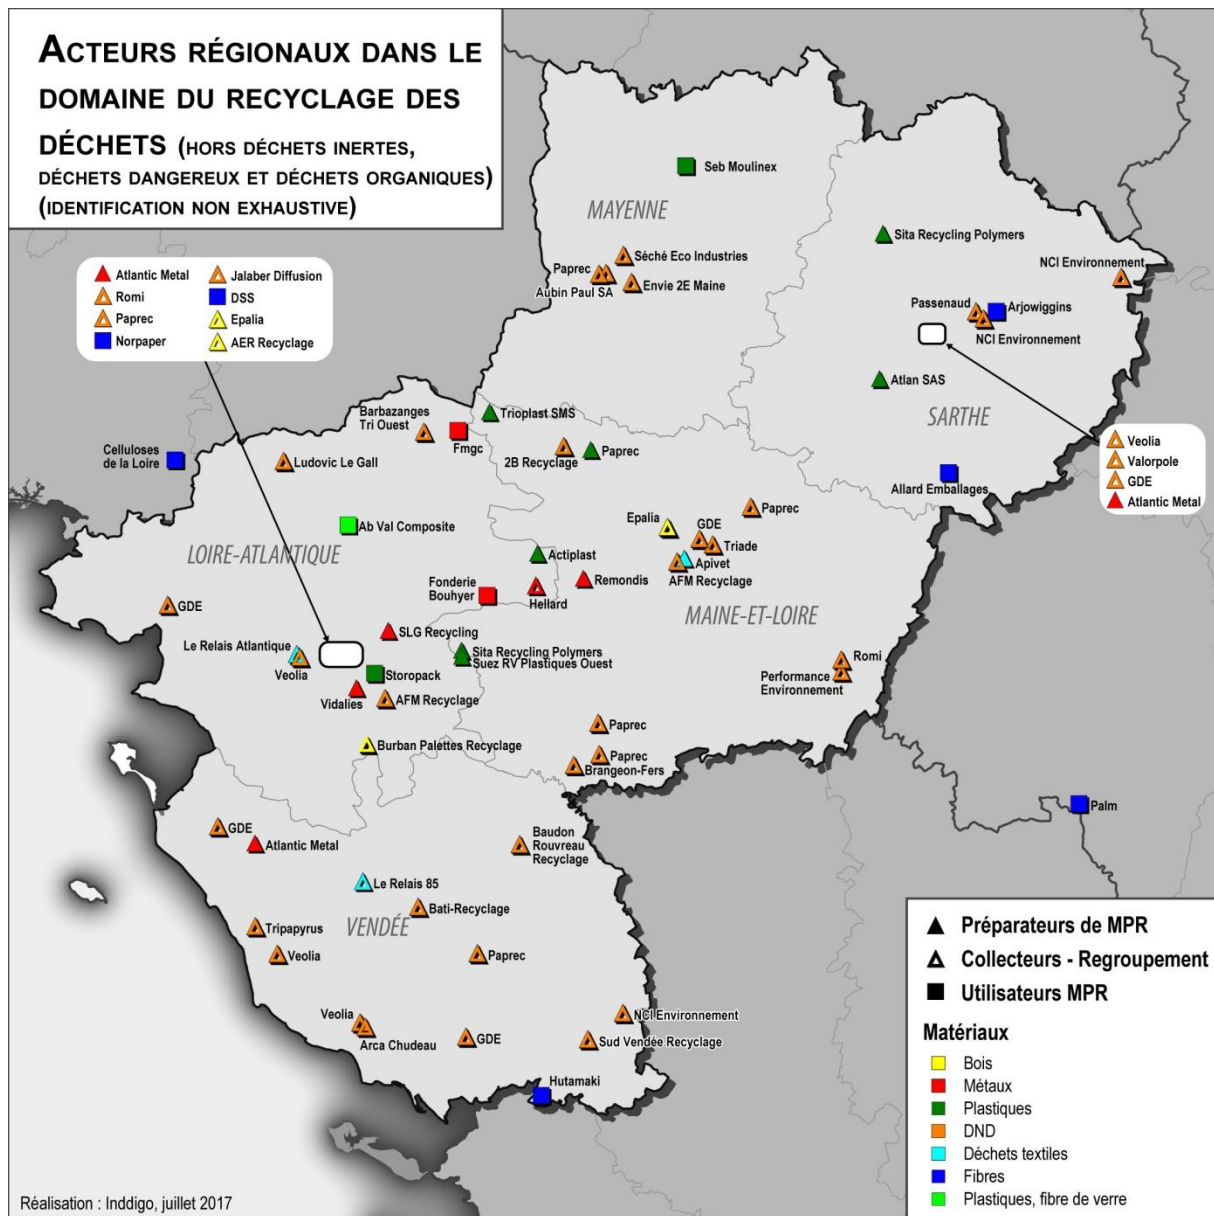 ACTEURS RÉGIONAUX DANS LE
DOMAINE DU RECYCLAGE DES
DÉCHETS (HORS DÉCHETS INERTES,
DÉCHETS DANGEREUX ET DÉCHETS ORGANIQUES)
(IDENTIFICATION NON EXHAUSTIVE)
Atlantic Metal
Romi
Paprec
Norpaper
Jalaber Diffusion
DSS
Epalia
AER Recyclage
Seb Moulinex
MAYENNE
Sita Recycling Polymers
Séché Eco Industries
Paprec
Aubin Paul SA
Envie 2E Maine
NCI Environnement
Passenaud
Arjowiggins
NCI Environnement
Atlan SAS
SARTHE
Veolia
Valorpole
GDE
Atlantic Metal
Allard Emballages
Trioplast SMS
Barbazanges
Tri Ouest
Fmgc
2B Recyclage
Paprec
Celluloses
de la Loire
Ludovic Le Gall
Ab Val Composite
LOIRE-ATLANTIQUE
Paprec
Epalia
GDE
Triade
Apivet
AFM Recyclage
Actiplast
Remondis
Hellard
Fonderie
Bouhyer
MAINE-ET-LOIRE
GDE
SLG Recycling
Le Relais Atlantique
Veolia
Sita Recycling Polymers
Suez RV Plastiques Ouest
Storopack
Vidalies
AFM Recyclage
Romi
Performance
Environnement
Paprec
Burban Palettes Recyclage
Paprec
Brangeon-Fers
Palm
GDE
Atlantic Metal
Baudon
Rouvreau
Recyclage
Le Relais 85
Bati-Recyclage
VENDÉE
Tripapyrus
Veolia
Paprec
Veolia
Arca Chudeau
GDE
NCI Environnement
Sud Vendée Recyclage
Hutamaki
Préparateurs de MPR
Collecteurs - Regroupement
Utilisateurs MPR
Matériaux
Bois
Métaux
Plastiques
DND
Déchets textiles
Fibres
Plastiques, fibre de verre
Réalisation : Inddigo, juillet 2017